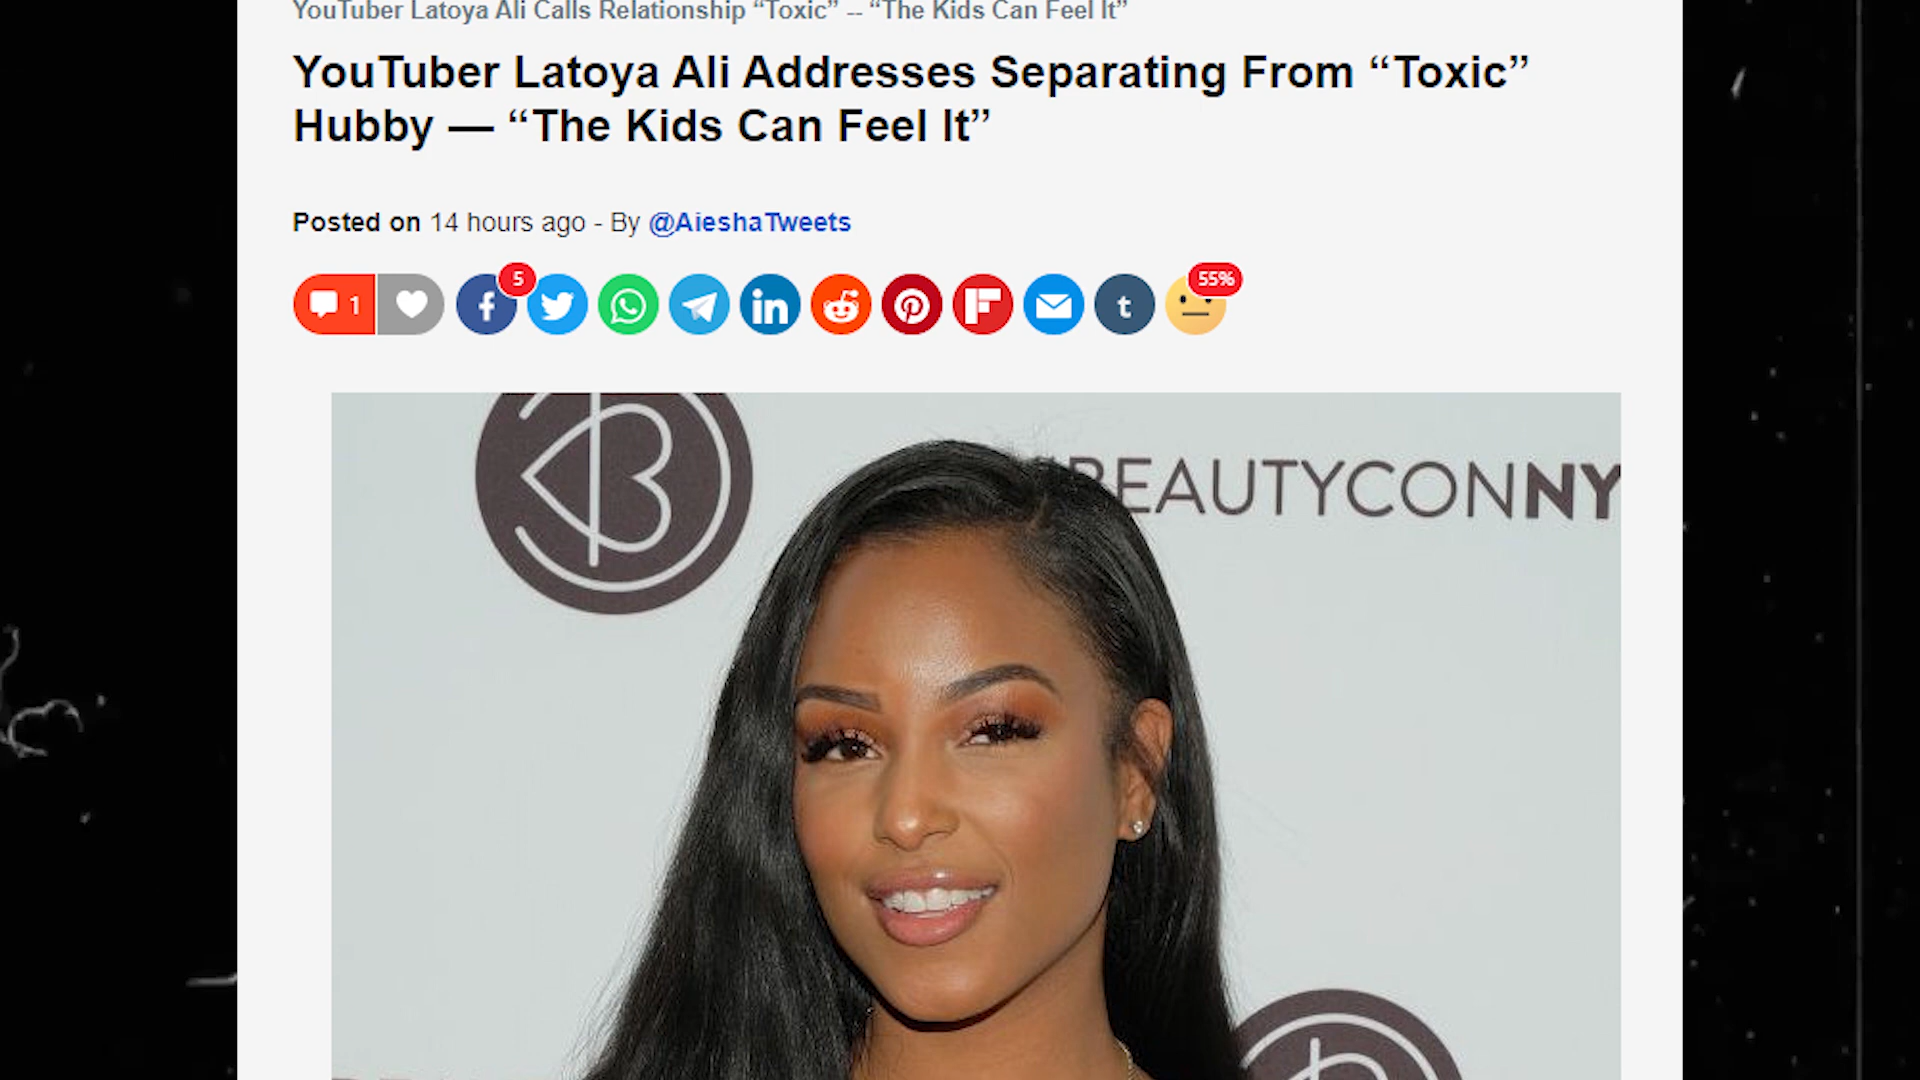 YouTuber Latoya Ali Calls Relationship “Toxic” -- “The Kids Can Feel It”
YouTuber Latoya Ali Addresses Separating From “Toxic”
Hubby — “The Kids Can Feel It”
Posted on 14 hours ago - By @AieshaTweets
1
5
55%
BEAUTYCONNY